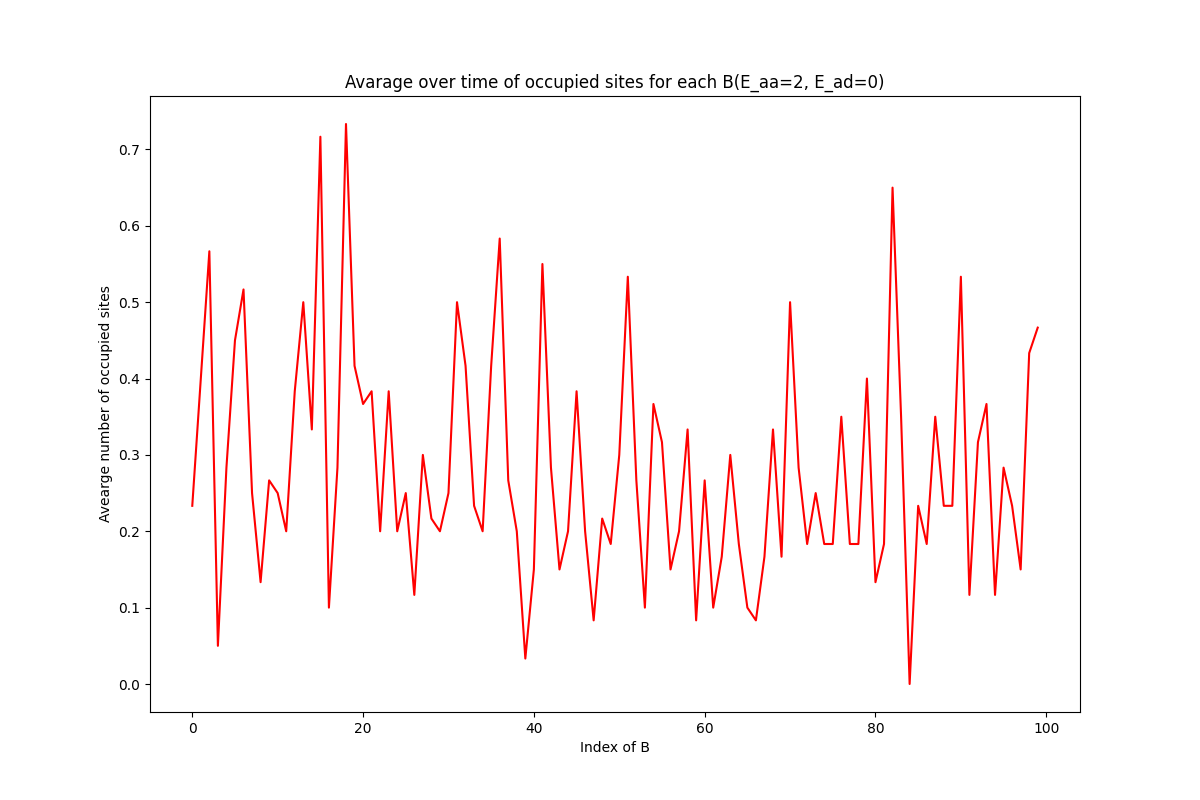 Avarage over time of occupied sites for each B(E_aa=2, E_ad=0)
Avearge number of occupied sites
0.7
0.6
0.5
0.4
0.3
0.2
0.1
0.0
0 20 40 60 80 100
Index of B